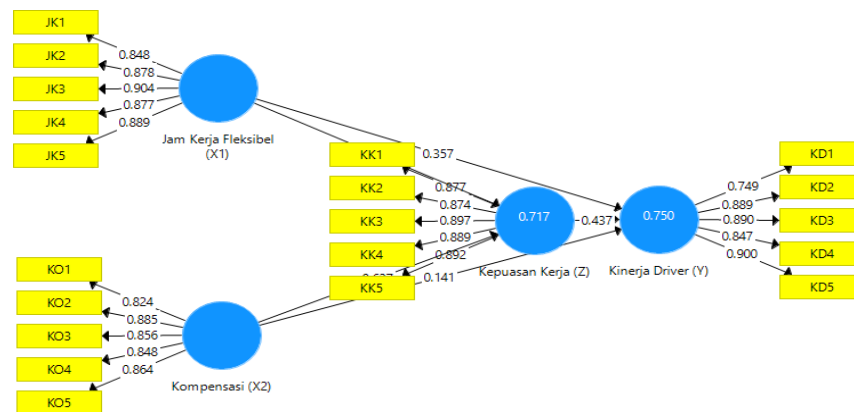 JK1
JK2
JK3
JK4
JK5
0.848
0.878
0.904
0.877
0.889
Jam Kerja Fleksibel
(X1)
KO1
KO2
KO3
KO4
KO5
0.824
0.885
0.856
0.848
0.864
Kompensasi (X2)
KK1
KK2
KK3
KK4
KK5
0.877
0.874
0.897
0.889
0.892
0.357
0.437
0.141
0.717
Kepuasan Kerja (Z)
0.750
Kinerja Driver (Y)
KD1
KD2
KD3
KD4
KD5
0.749
0.889
0.890
0.847
0.900